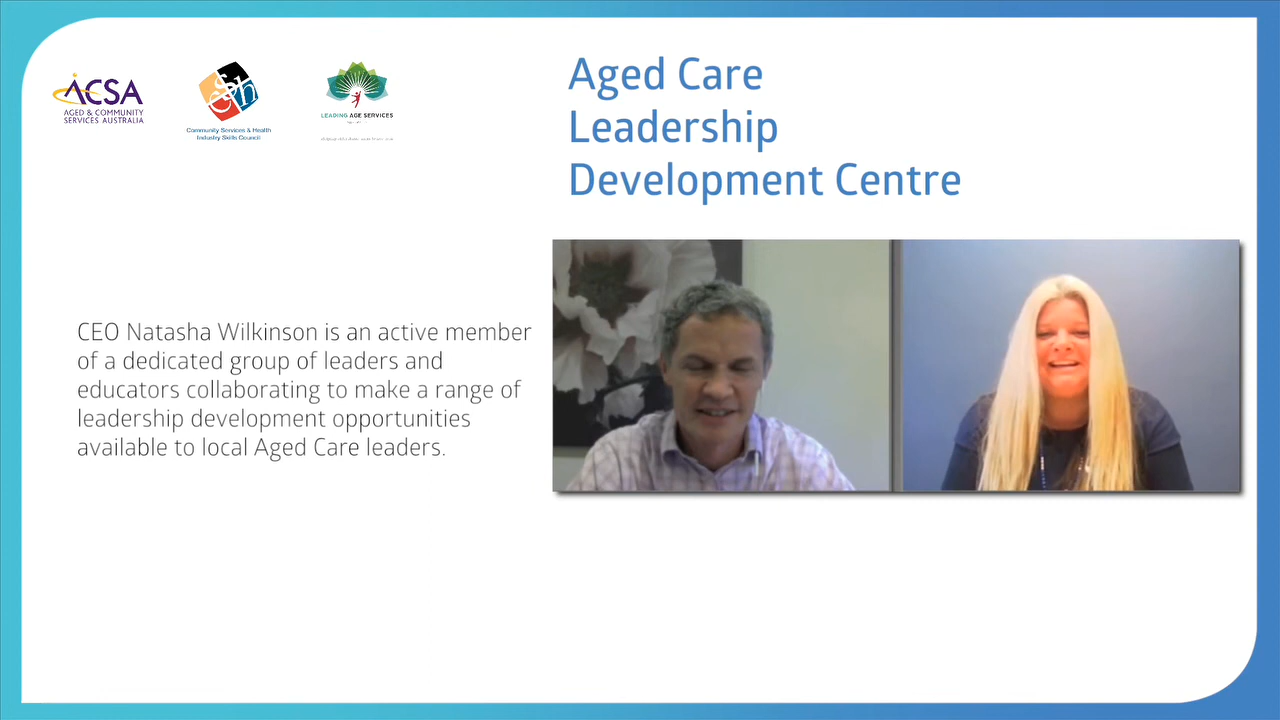 ACSA
AGED & COMMUNITY
SERVICES AUSTRALIA
Community Services & Health
Industry Skills Council
LEADING AGE SERVICES
Aged Care
Leadership
Development Centre
CEO Natasha Wilkinson is an active member
of a dedicated group of leaders and
educators collaborating to make a range of
leadership development opportunities
available to local Aged Care leaders.